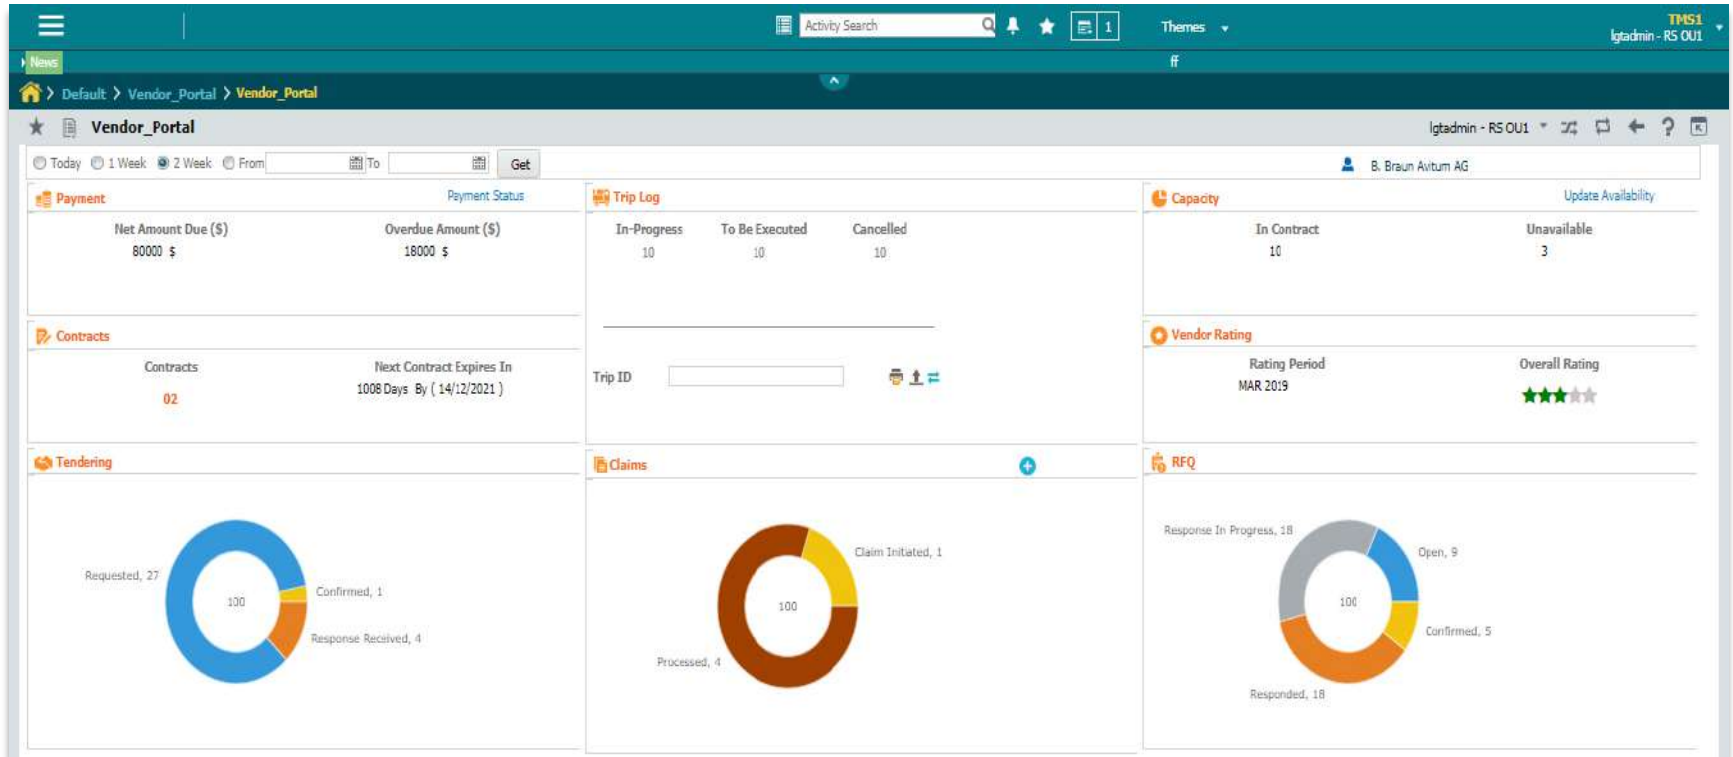 Activity Search
1
Themes
TMS1
lgtadmin - RS OU1
News
ff
Default > Vendor_Portal > Vendor_Portal
Vendor_Portal
lgtadmin - RS OU1
?
Today 1 Week 2 Week From To Get
B. Braun Avitum AG
Payment
Payment Status
Net Amount Due ($) Overdue Amount ($)
80000 $ 18000 $
Trip Log
In-Progress To Be Executed Cancelled
10 10 10
Trip ID
Capacity
Update Availability
In Contract Unavailable
10 3
Contracts
Contracts Next Contract Expires In
02 1008 Days By ( 14/12/2021 )
Vendor Rating
Rating Period Overall Rating
MAR 2019
Tendering
Requested, 27
100
Confirmed, 1
Response Received, 4
Claims
Claim Initiated, 1
100
Processed, 4
RFQ
Response In Progress, 18
Open, 9
100
Confirmed, 5
Responded, 18